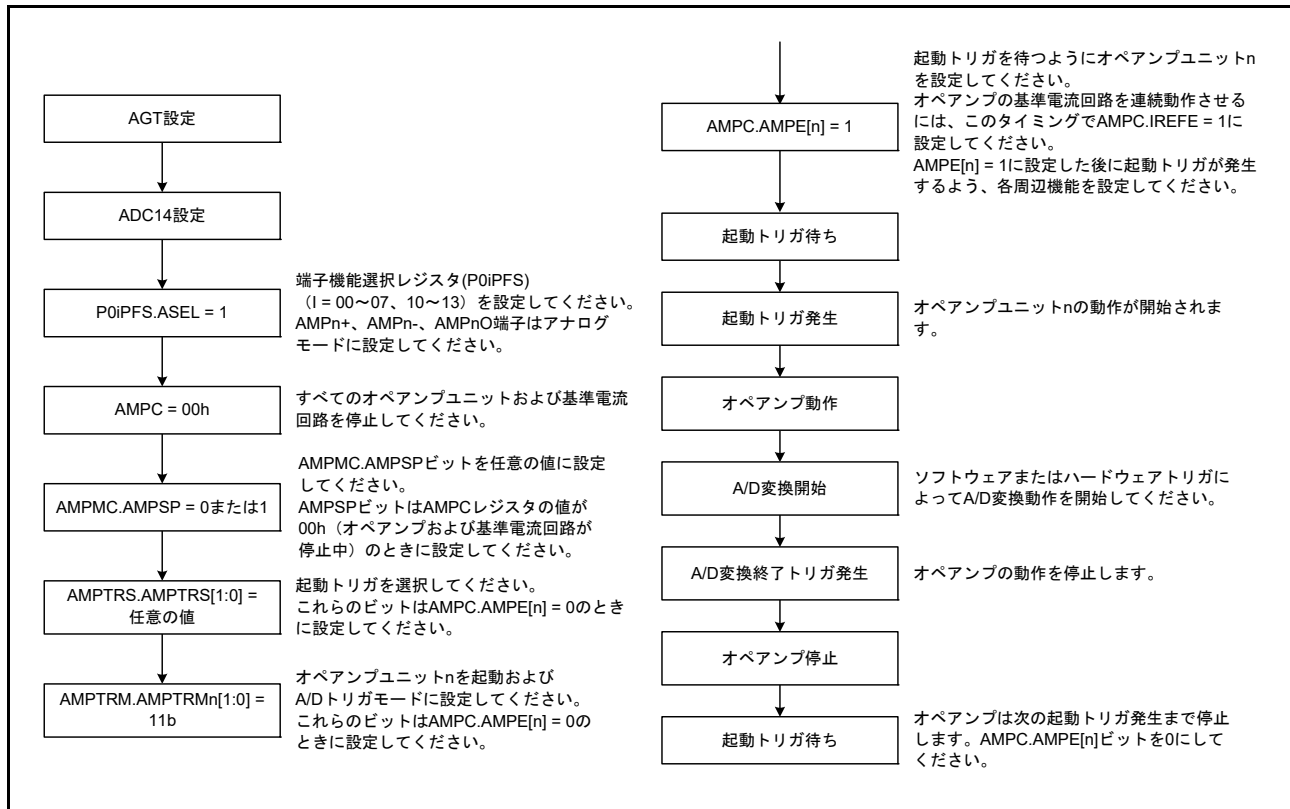 AGT設定
ADC14設定
P0iPFS.ASEL = 1
端子機能選択レジスタ(P0iPFS)
（I = 00～07、10～13）を設定してください。
AMPn+、AMPn-、AMPnO端子はアナログ
モードに設定してください。
AMPC = 00h
すべてのオペアンプユニットおよび基準電流
回路を停止してください。
AMPMC.AMPSP = 0または1
AMPMC.AMPSPビットを任意の値に設定
してください。
AMPSPビットはAMPCレジスタの値が
00h（オペアンプおよび基準電流回路が
停止中）のときに設定してください。
AMPTRS.AMPTRS[1:0] =
任意の値
起動トリガを選択してください。
これらのビットはAMPC.AMPE[n] = 0のとき
に設定してください。
AMPTRM.AMPTRMn[1:0] =
11b
オペアンプユニットnを起動および
A/Dトリガモードに設定してください。
これらのビットはAMPC.AMPE[n] = 0の
ときに設定してください。
AMPC.AMPE[n] = 1
起動トリガを待つようにオペアンプユニットn
を設定してください。
オペアンプの基準電流回路を連続動作させる
には、このタイミングでAMPC.IREFE = 1に
設定してください。
AMPE[n] = 1に設定した後に起動トリガが発生
するよう、各周辺機能を設定してください。
起動トリガ待ち
起動トリガ発生
オペアンプユニットnの動作が開始されま
す。
オペアンプ動作
A/D変換開始
ソフトウェアまたはハードウェアトリガに
よってA/D変換動作を開始してください。
A/D変換終了トリガ発生
オペアンプの動作を停止します。
オペアンプ停止
起動トリガ待ち
オペアンプは次の起動トリガ発生まで停止
します。AMPC.AMPE[n]ビットを0にして
ください。